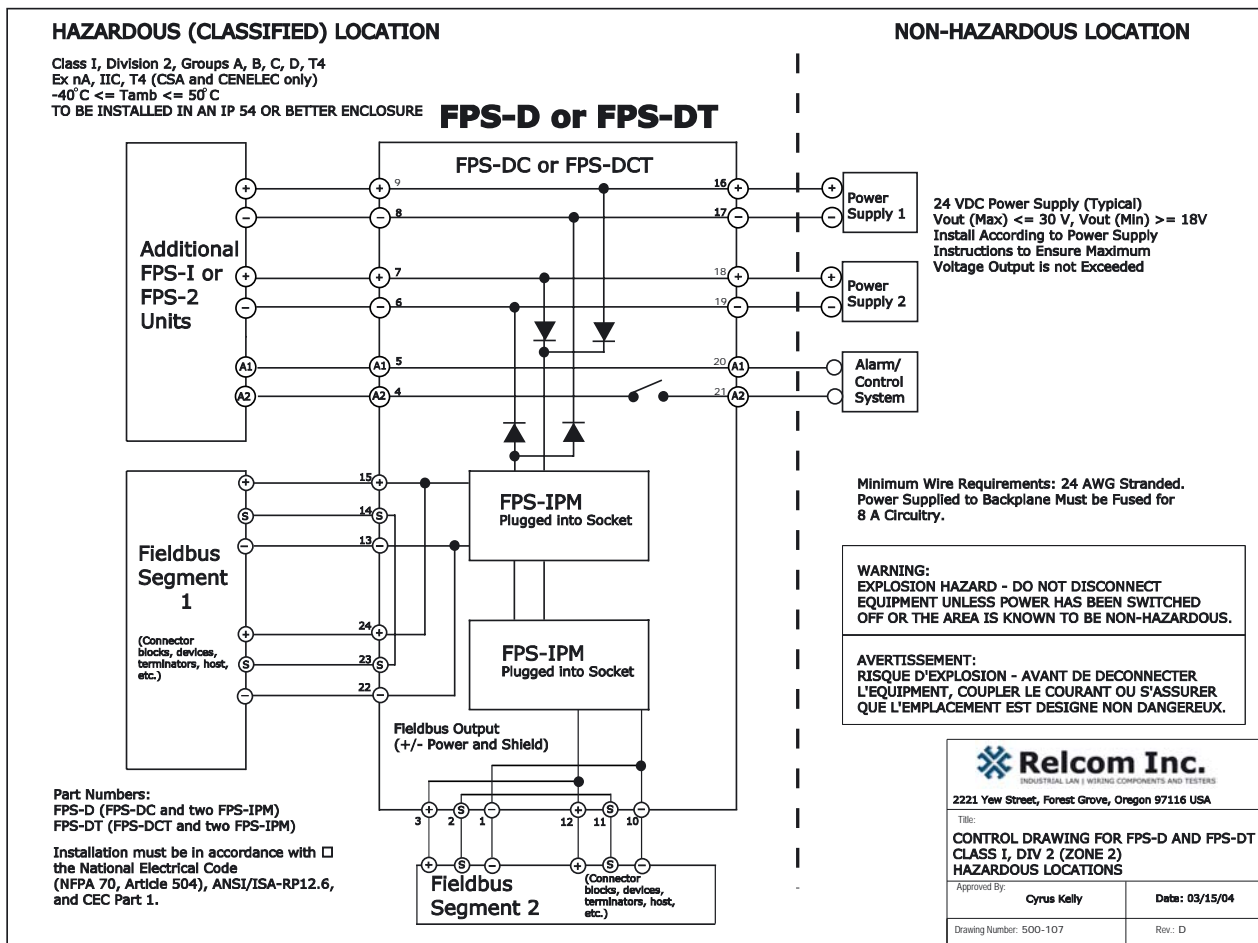 HAZARDOUS (CLASSIFIED) LOCATION
NON-HAZARDOUS LOCATION
Class I, Division 2, Groups A, B, C, D, T4
Ex nA, IIC, T4 (CSA and CENELEC only)
-40°C <= Tamb <= 50°C
TO BE INSTALLED IN AN IP 54 OR BETTER ENCLOSURE
FPS-D or FPS-DT
FPS-DC or FPS-DCT
+ + 9 16 + +
- - 8 17 - -
Power
Supply 1
24 VDC Power Supply (Typical)
Vout (Max) <= 30 V, Vout (Min) >= 18V
Install According to Power Supply
Instructions to Ensure Maximum
Voltage Output is not Exceeded
Additional
FPS-I or
FPS-2
Units
+ + 7 18 + +
- - 6 19 - -
Power
Supply 2
A1 A1 5 20 A1
A2 A2 4 21 A2
Alarm/
Control
System
+ 15 +
S 14 S
- 13 -
FPS-IPM
Plugged into Socket
Minimum Wire Requirements: 24 AWG Stranded.
Power Supplied to Backplane Must be Fused for
8 A Circuitry.
Fieldbus
Segment
1
(Connector
blocks, devices,
terminators, host,
etc.)
+ 24 +
S 23 S
- 22 -
FPS-IPM
Plugged into Socket
WARNING:
EXPLOSION HAZARD - DO NOT DISCONNECT
EQUIPMENT UNLESS POWER HAS BEEN SWITCHED
OFF OR THE AREA IS KNOWN TO BE NON-HAZARDOUS.
AVERTISSEMENT:
RISQUE D'EXPLOSION - AVANT DE DECONNECTER
L'EQUIPMENT, COUPLER LE COURANT OU S'ASSURER
QUE L'EMPLACEMENT EST DESIGNE NON DANGEREUX.
Fieldbus Output
(+/- Power and Shield)
+ S - + S -
3 2 1 12 11 10
+ S - + S -
Fieldbus
Segment 2
(Connector
blocks, devices,
terminators, host,
etc.)
Part Numbers:
FPS-D (FPS-DC and two FPS-IPM)
FPS-DT (FPS-DCT and two FPS-IPM)
Installation must be in accordance with □
the National Electrical Code
(NFPA 70, Article 504), ANSI/ISA-RP12.6,
and CEC Part 1.
Relcom Inc.
INDUSTRIAL LAN | WIRING COMPONENTS AND TESTERS
2221 Yew Street, Forest Grove, Oregon 97116 USA
Title:
CONTROL DRAWING FOR FPS-D AND FPS-DT
CLASS I, DIV 2 (ZONE 2)
HAZARDOUS LOCATIONS
Approved By:
Cyrus Kelly
Date: 03/15/04
Drawing Number: 500-107
Rev.: D